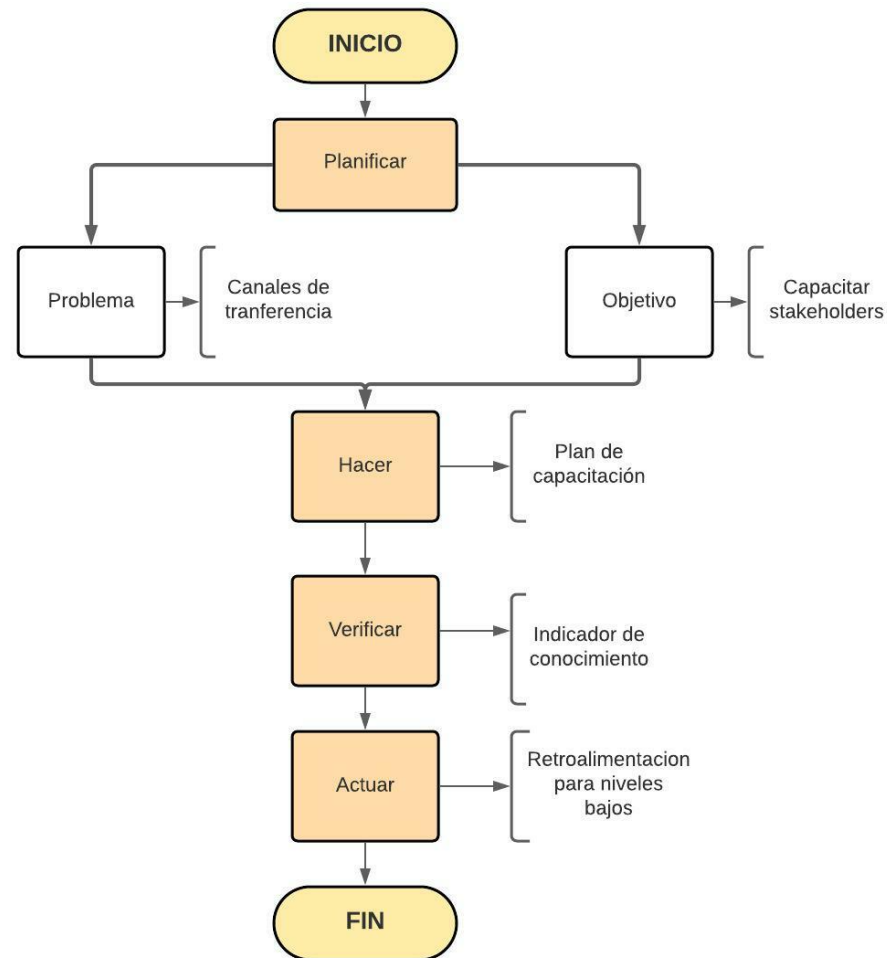 INICIO
Planificar
Problema
Canales de
tranferencia
Objetivo
Capacitar
stakeholders
Hacer
Plan de
capacitación
Verificar
Indicador de
conocimiento
Actuar
Retroalimentacion
para niveles
bajos
FIN